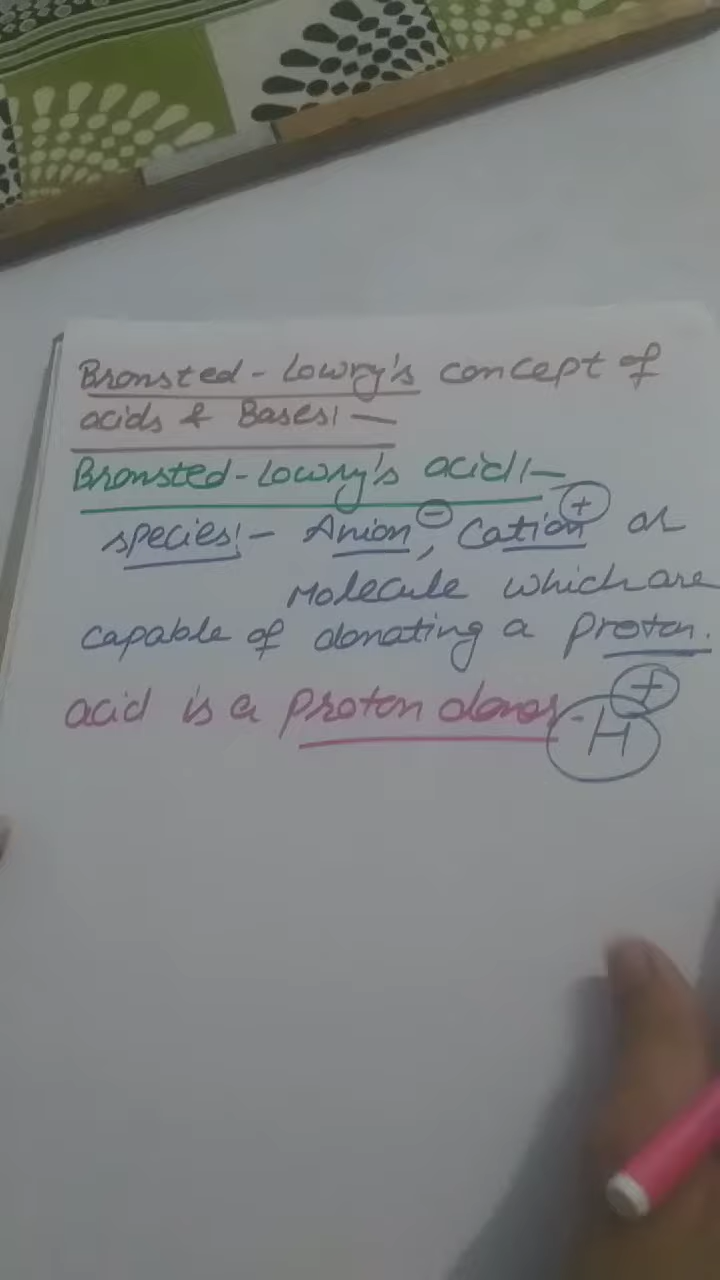 Bronsted-Lowry's concept of
acids & Bases:-
Bronsted-Lowry's acid:-
species:- Anion⊖, Cation⊕ or
Molecule which are
capable of donating a proton.
acid is a proton donor H⊕